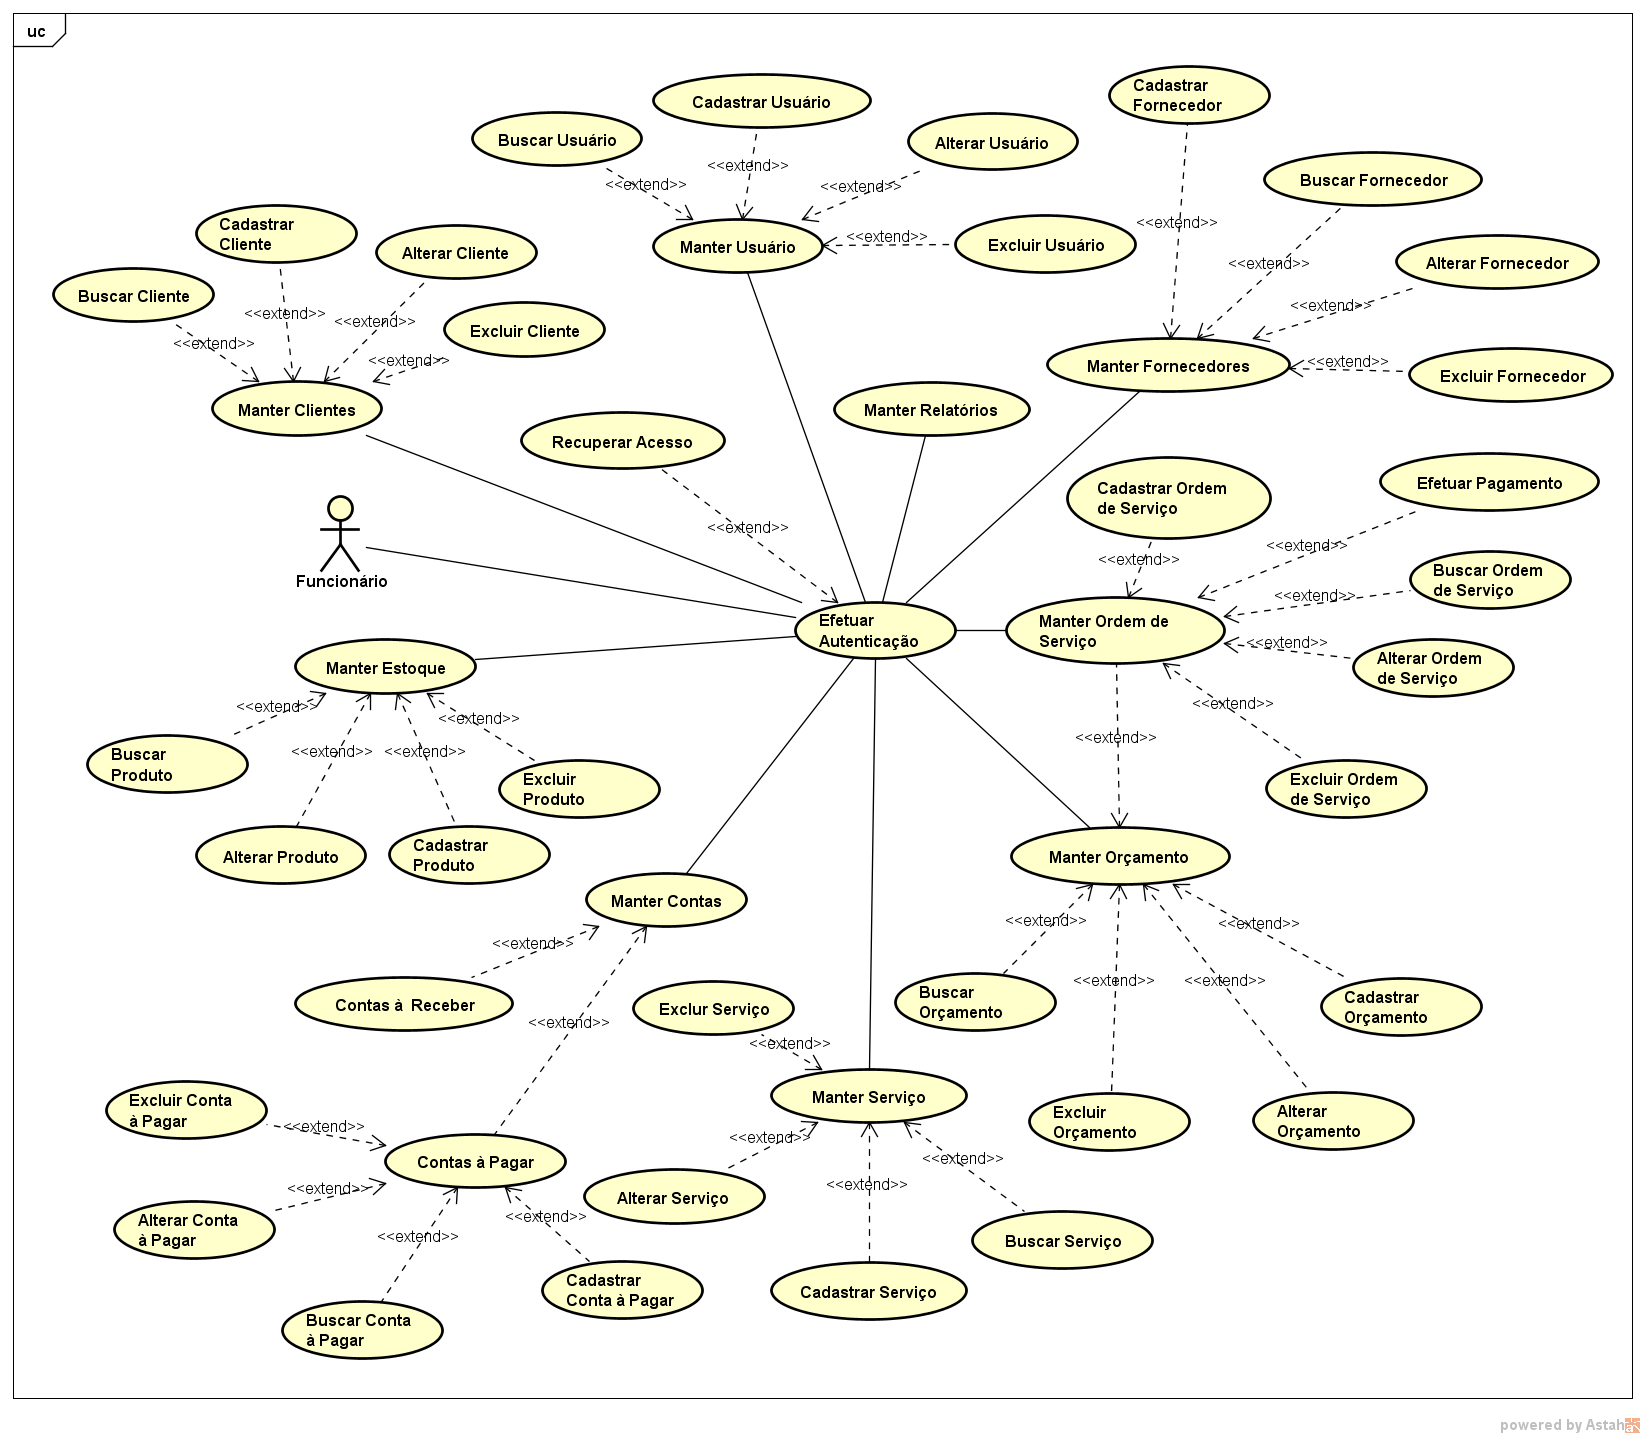 uc
Cadastrar
Fornecedor
Cadastrar Usuário
Buscar Usuário
Alterar Usuário
<<extend>>
<<extend>>
<<extend>>
Buscar Fornecedor
Cadastrar
Cliente
<<extend>>
Alterar Cliente
Manter Usuário
<<extend>>
Excluir Usuário
<<extend>>
Alterar Fornecedor
Buscar Cliente
<<extend>>
<<extend>>
<<extend>>
Excluir Cliente
<<extend>>
<<extend>>
Manter Fornecedores
<<extend>>
Excluir Fornecedor
Manter Clientes
Manter Relatórios
Recuperar Acesso
Cadastrar Ordem
de Serviço
Efetuar Pagamento
<<extend>>
<<extend>>
<<extend>>
Funcionário
Buscar Ordem
de Serviço
<<extend>>
Efetuar
Autenticação
Manter Ordem de
Serviço
<<extend>>
Alterar Ordem
de Serviço
Manter Estoque
<<extend>>
<<extend>>
<<extend>>
<<extend>>
<<extend>>
<<extend>>
Buscar
Produto
Excluir
Produto
Excluir Ordem
de Serviço
Alterar Produto
Cadastrar
Produto
Manter Orçamento
Manter Contas
<<extend>>
<<extend>>
<<extend>>
<<extend>>
<<extend>>
Contas à  Receber
Exclur Serviço
Buscar
Orçamento
Cadastrar
Orçamento
<<extend>>
<<extend>>
Manter Serviço
Excluir Conta
à Pagar
<<extend>>
Excluir
Orçamento
Alterar
Orçamento
<<extend>>
<<extend>>
Contas à Pagar
<<extend>>
<<extend>>
Alterar Serviço
Alterar Conta
à Pagar
<<extend>>
<<extend>>
Buscar Serviço
Cadastrar
Conta à Pagar
Cadastrar Serviço
Buscar Conta
à Pagar
powered by Astah